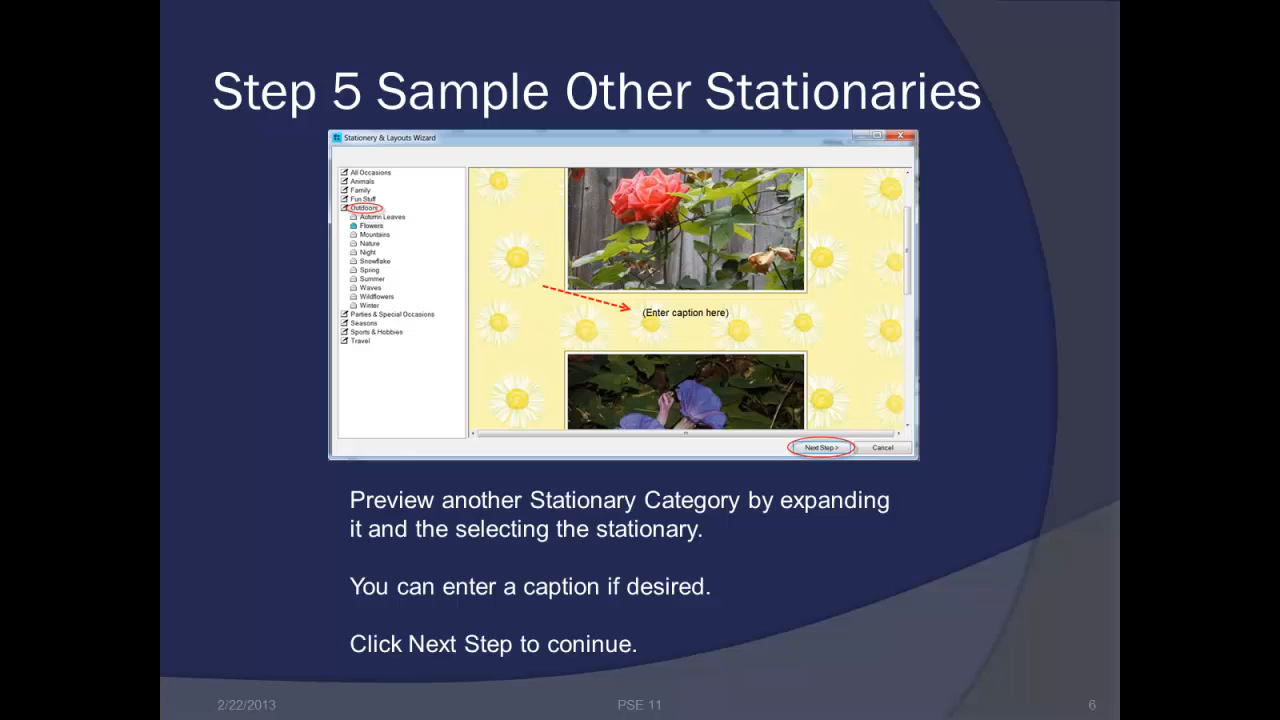 Step 5 Sample Other Stationaries
Stationery & Layouts Wizard
All Occasions
Animals
Family
Fun Stuff
Outdoors
Autumn Leaves
Flowers
Mountains
Nature
Night
Snowflake
Spring
Summer
Waves
Wildflowers
Winter
Parties & Special Occasions
Seasons
Sports & Hobbies
Travel
(Enter caption here)
Next Step >
Cancel
Preview another Stationary Category by expanding
it and the selecting the stationary.
You can enter a caption if desired.
Click Next Step to coninue.
2/22/2013
PSE 11
6